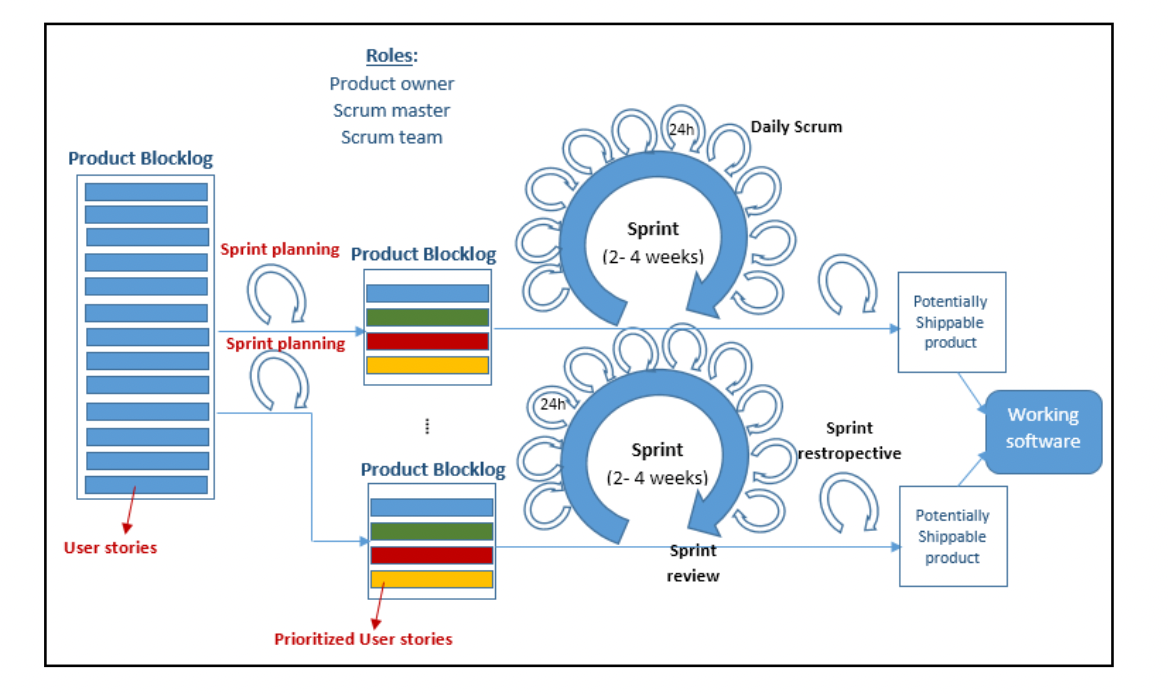 Roles:
Product owner
Scrum master
Scrum team
Product Blocklog
User stories
Sprint planning
Sprint planning
Product Blocklog
Product Blocklog
Prioritized User stories
24h
Daily Scrum
Sprint
(2- 4 weeks)
24h
Sprint
(2- 4 weeks)
Sprint
review
Sprint
restropective
Potentially
Shippable
product
Potentially
Shippable
product
Working
software